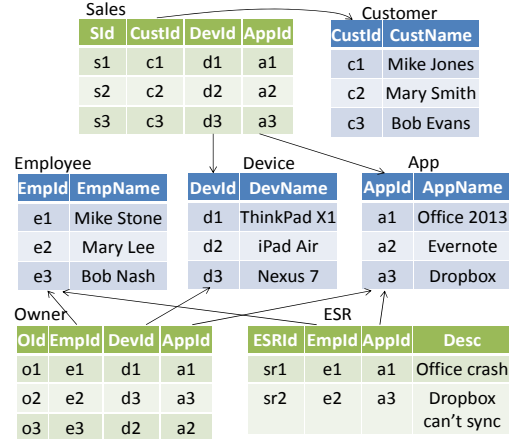 Sales
SId CustId DevId AppId
s1 c1 d1 a1
s2 c2 d2 a2
s3 c3 d3 a3
Customer
CustId CustName
c1 Mike Jones
c2 Mary Smith
c3 Bob Evans
Employee
EmpId EmpName
e1 Mike Stone
e2 Mary Lee
e3 Bob Nash
Device
DevId DevName
d1 ThinkPad X1
d2 iPad Air
d3 Nexus 7
App
AppId AppName
a1 Office 2013
a2 Evernote
a3 Dropbox
Owner
OId EmpId DevId AppId
o1 e1 d1 a1
o2 e2 d3 a3
o3 e3 d2 a2
ESR
ESRId EmpId AppId Desc
sr1 e1 a1 Office crash
sr2 e2 a3 Dropbox
can't sync